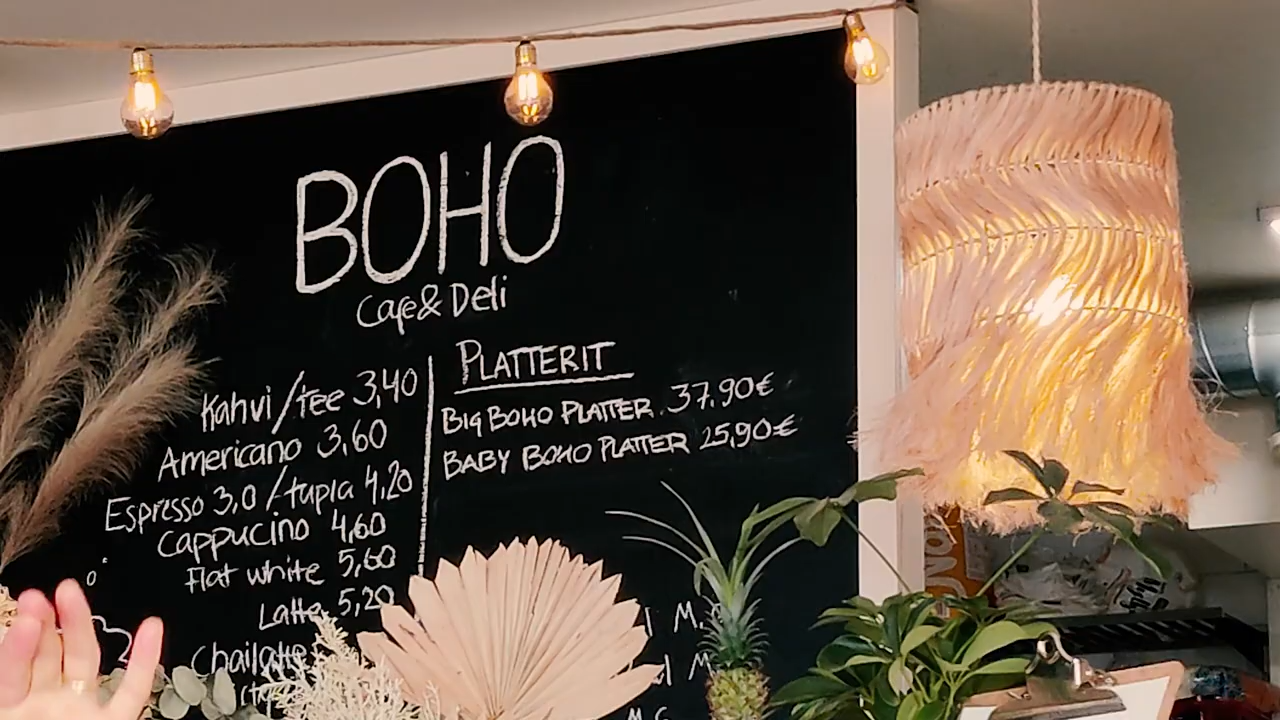 BOHO
Cafe & Deli
Kahvi/tee 3,40
Americano 3,60
Espresso 3,0 / tupla 4,20
Cappucino 4,60
Flat white 5,60
Latte 5,20
Chailatte
PLATTERIT
BIG BOHO PLATTER 37,90€
BABY BOHO PLATTER 25,90€